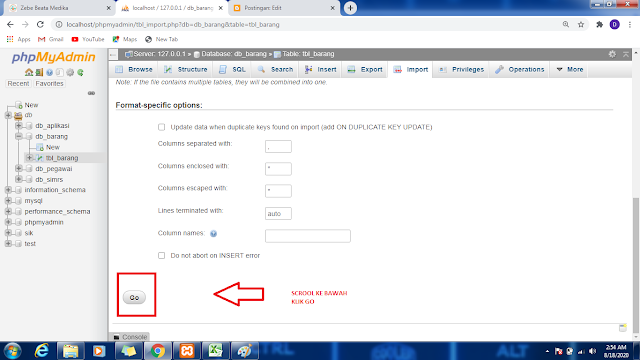 Zebe Beata Medika
localhost / 127.0.0.1 / db_barang
Postingan: Edit
localhost/phpmyadmin/tbl_import.php?db=db_barang&table=tbl_barang
Apps
Gmail
YouTube
Maps
New Tab
phpMyAdmin
Recent Favorites
New
db
db_aplikasi
db_barang
New
tbl_barang
db_pegawai
db_simrs
information_schema
mysql
performance_schema
phpmyadmin
sik
test
Server: 127.0.0.1 » Database: db_barang » Table: tbl_barang
Browse Structure SQL Search Insert Export Import Privileges Operations More
Note: If the file contains multiple tables, they will be combined into one.
Format-specific options:
Update data when duplicate keys found on import (add ON DUPLICATE KEY UPDATE)
Columns separated with: ,
Columns enclosed with: "
Columns escaped with: "
Lines terminated with: auto
Column names:
Do not abort on INSERT error
Go
SCROOL KE BAWAH
KLIK GO
Console
CTRL
ALT
2:54 AM
8/18/2020